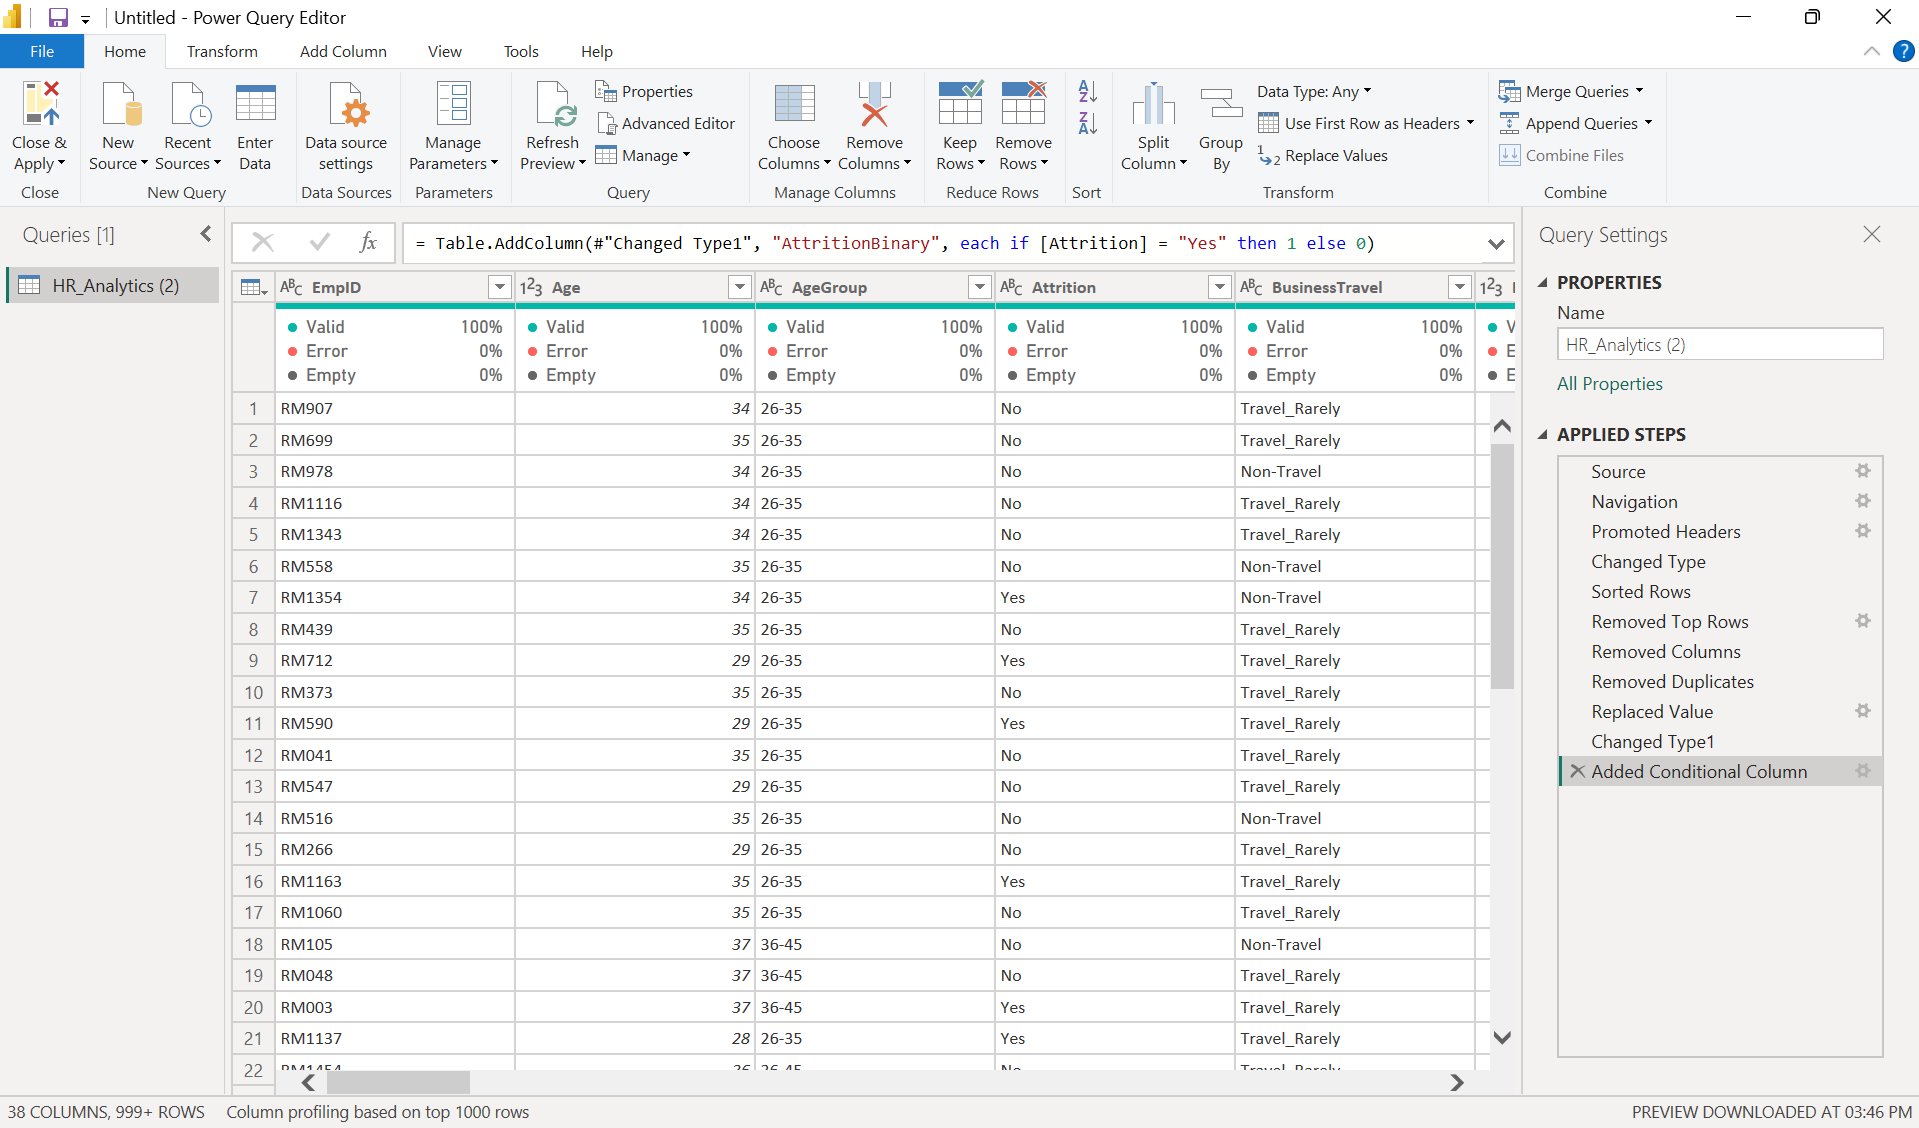 Untitled - Power Query Editor
File Home Transform Add Column View Tools Help
Close & Apply
New Source
Recent Sources
Enter Data
Data source settings
Manage Parameters
Refresh Preview
Properties
Advanced Editor
Manage
Choose Columns
Remove Columns
Keep Rows
Remove Rows
Split Column
Group By
Data Type: Any
Use First Row as Headers
Replace Values
Merge Queries
Append Queries
Combine Files
Close New Query Data Sources Parameters Query Manage Columns Reduce Rows Sort Transform Combine
Queries [1]
HR_Analytics (2)
fx
= Table.AddColumn(#"Changed Type1", "AttritionBinary", each if [Attrition] = "Yes" then 1 else 0)
EmpID Age AgeGroup Attrition BusinessTravel
Valid 100% Valid 100% Valid 100% Valid 100% Valid 100%
Error 0% Error 0% Error 0% Error 0% Error 0%
Empty 0% Empty 0% Empty 0% Empty 0% Empty 0%
1 RM907 34 26-35 No Travel_Rarely
2 RM699 35 26-35 No Travel_Rarely
3 RM978 34 26-35 No Non-Travel
4 RM1116 34 26-35 No Travel_Rarely
5 RM1343 34 26-35 No Travel_Rarely
6 RM558 35 26-35 No Non-Travel
7 RM1354 34 26-35 Yes Non-Travel
8 RM439 35 26-35 No Travel_Rarely
9 RM712 29 26-35 Yes Travel_Rarely
10 RM373 35 26-35 No Travel_Rarely
11 RM590 29 26-35 Yes Travel_Rarely
12 RM041 35 26-35 No Travel_Rarely
13 RM547 29 26-35 No Travel_Rarely
14 RM516 35 26-35 No Non-Travel
15 RM266 29 26-35 No Travel_Rarely
16 RM1163 35 26-35 Yes Travel_Rarely
17 RM1060 35 26-35 No Travel_Rarely
18 RM105 37 36-45 No Non-Travel
19 RM048 37 36-45 No Travel_Rarely
20 RM003 37 36-45 Yes Travel_Rarely
21 RM1137 28 26-35 Yes Travel_Rarely
22
Query Settings
PROPERTIES
Name
HR_Analytics (2)
All Properties
APPLIED STEPS
Source
Navigation
Promoted Headers
Changed Type
Sorted Rows
Removed Top Rows
Removed Columns
Removed Duplicates
Replaced Value
Changed Type1
Added Conditional Column
38 COLUMNS, 999+ ROWS Column profiling based on top 1000 rows
PREVIEW DOWNLOADED AT 03:46 PM